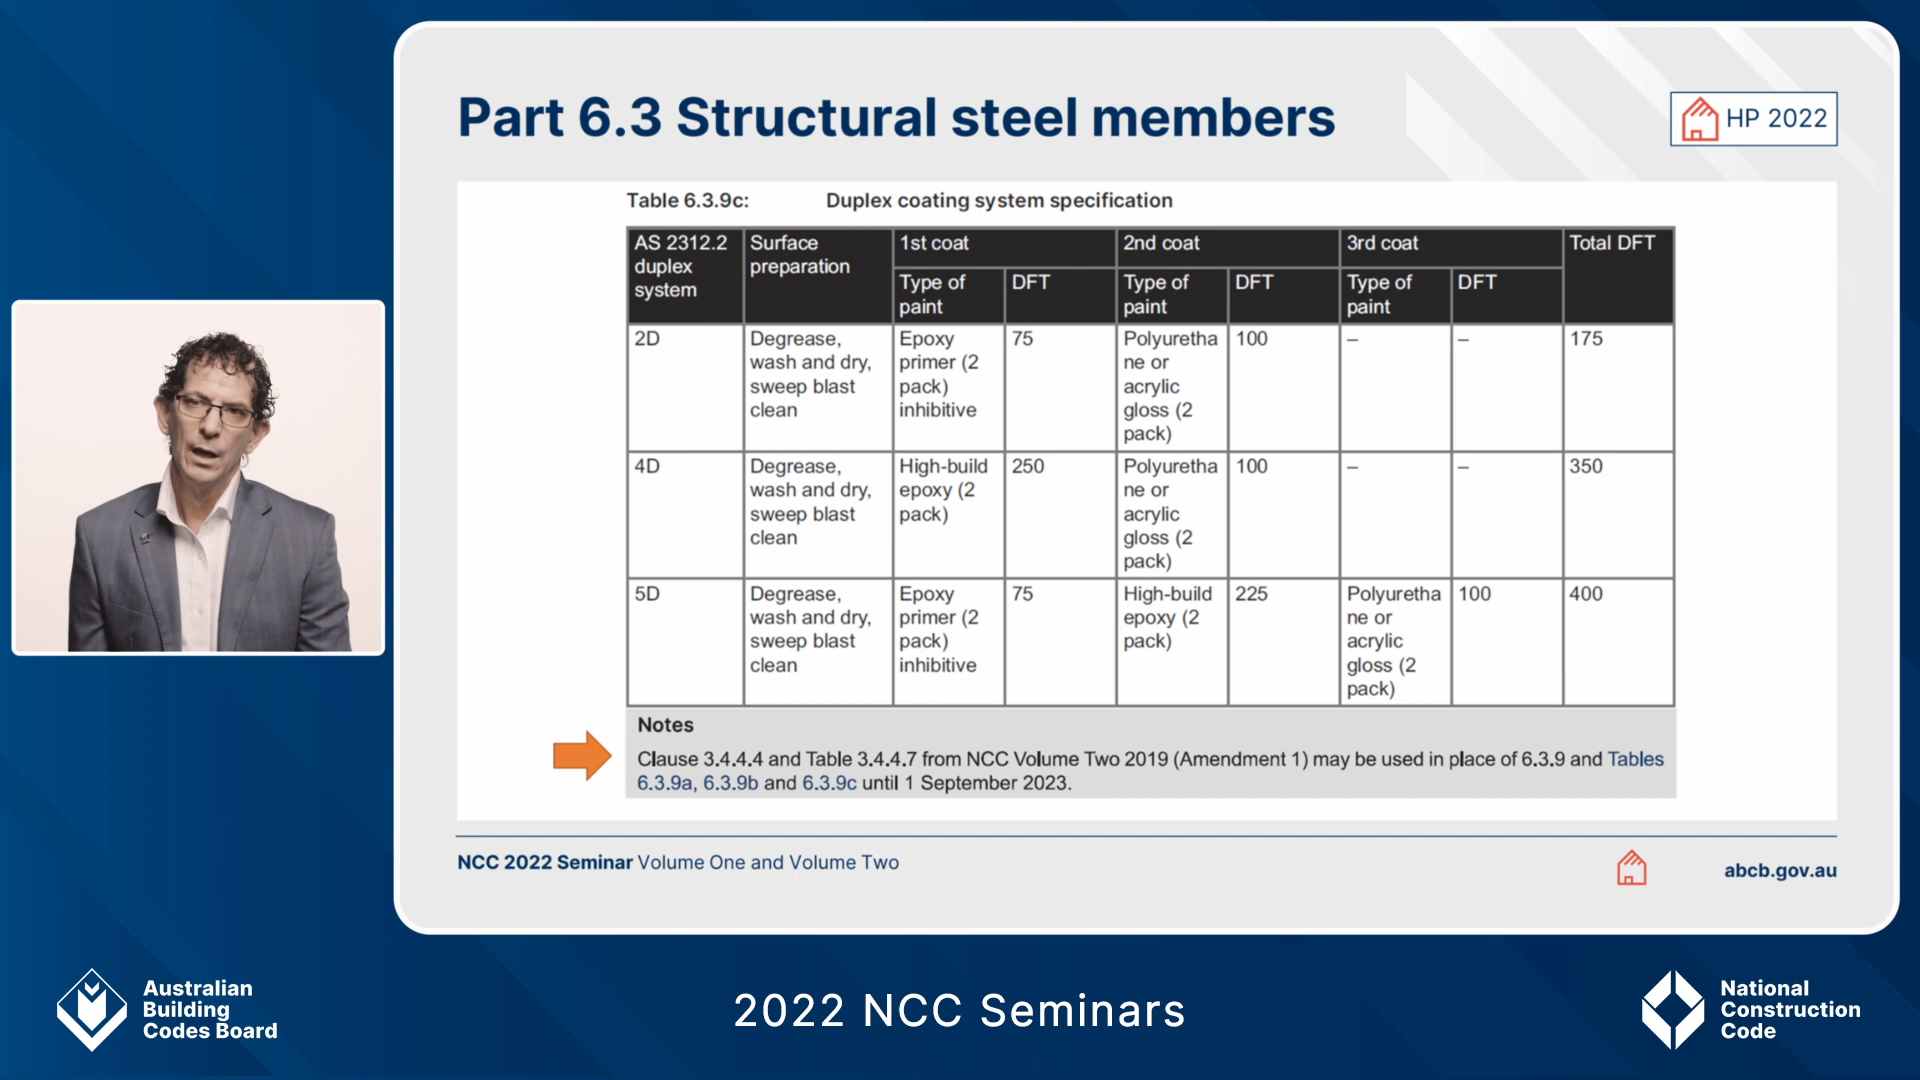 Part 6.3 Structural steel members
HP 2022
Table 6.3.9c: Duplex coating system specification
AS 2312.2 duplex system
Surface preparation
1st coat
2nd coat
3rd coat
Total DFT
Type of paint
DFT
Type of paint
DFT
Type of paint
DFT
2D
Degrease,
wash and dry,
sweep blast
clean
Epoxy
primer (2
pack)
inhibitive
75
Polyuretha
ne or
acrylic
gloss (2
pack)
100
–
–
175
4D
Degrease,
wash and dry,
sweep blast
clean
High-build
epoxy (2
pack)
250
Polyuretha
ne or
acrylic
gloss (2
pack)
100
–
–
350
5D
Degrease,
wash and dry,
sweep blast
clean
Epoxy
primer (2
pack)
inhibitive
75
High-build
epoxy (2
pack)
225
Polyuretha
ne or
acrylic
gloss (2
pack)
100
400
Notes
Clause 3.4.4.4 and Table 3.4.4.7 from NCC Volume Two 2019 (Amendment 1) may be used in place of 6.3.9 and Tables
6.3.9a, 6.3.9b and 6.3.9c until 1 September 2023.
NCC 2022 Seminar Volume One and Volume Two
abcb.gov.au
Australian
Building
Codes Board
2022 NCC Seminars
National
Construction
Code